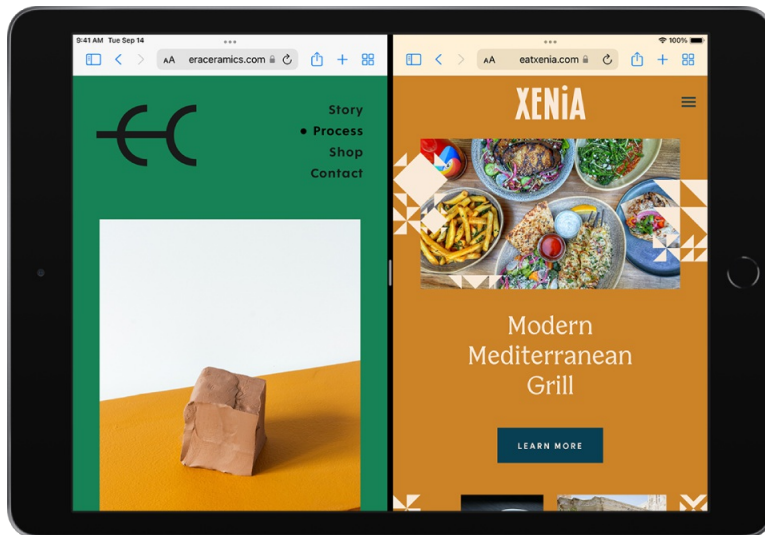 9:41 AM Tue Sep 14
100%
AA eraceramics.com
AA eatxenia.com
EC
Story
• Process
Shop
Contact
XENiA
Modern
Mediterranean
Grill
LEARN MORE